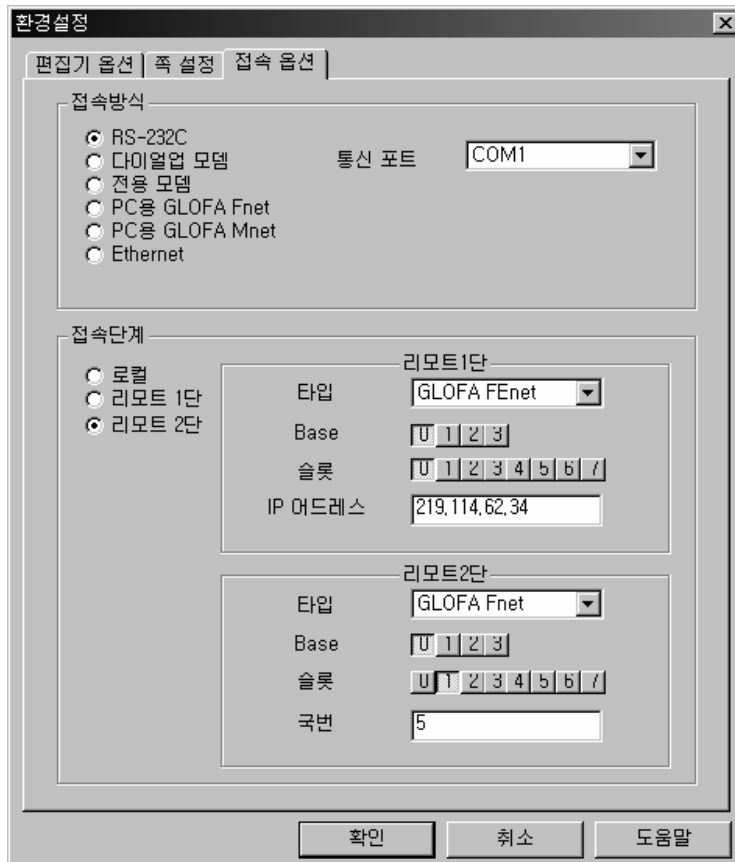 환경설정
편집기 옵션 쪽 설정 접속 옵션
접속방식
RS-232C
다이얼업 모뎀 통신 포트 COM1
전용 모뎀
PC용 GLOFA Fnet
PC용 GLOFA Mnet
Ethernet
접속단계
로컬
리모트 1단
리모트 2단
리모트1단
타입 GLOFA FEnet
Base 0 1 2 3
슬롯 0 1 2 3 4 5 6 7
IP 어드레스 219,114,62,34
리모트2단
타입 GLOFA Fnet
Base 0 1 2 3
슬롯 0 1 2 3 4 5 6 7
국번 5
확인 취소 도움말